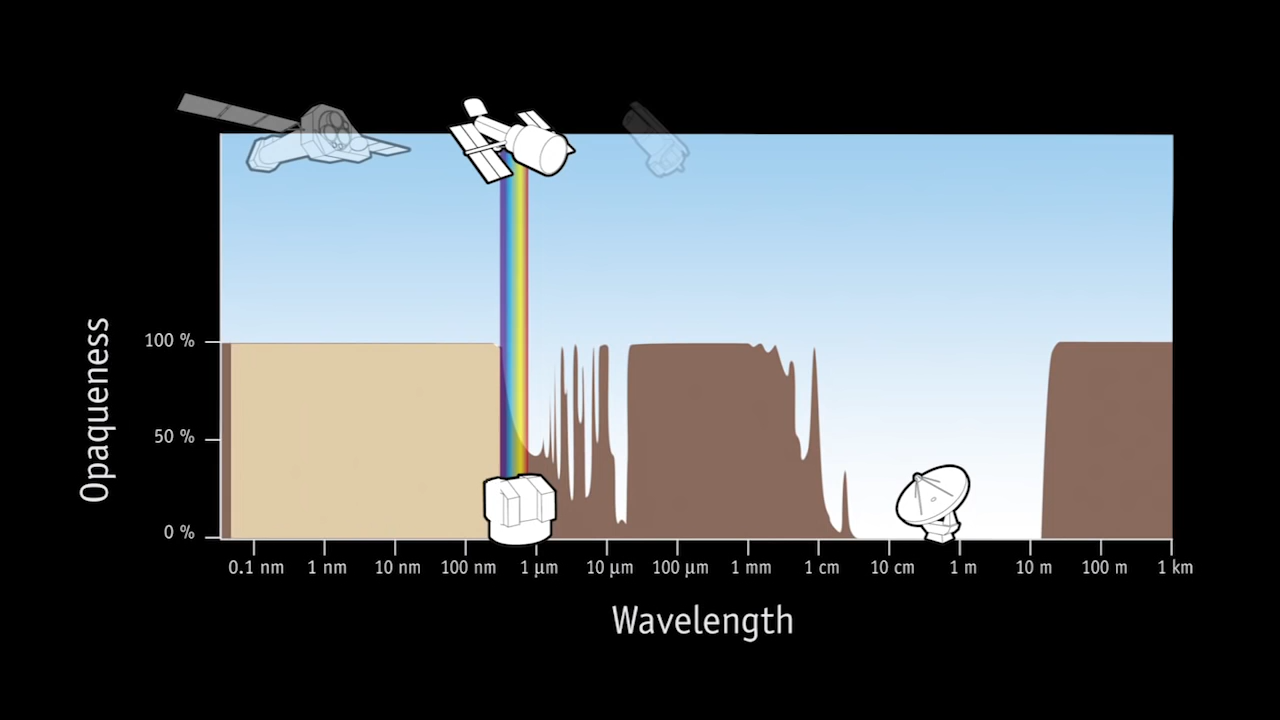 Opaqueness
100 %
50 %
0 %
0.1 nm 1 nm 10 nm 100 nm 1 µm 10 µm 100 µm 1 mm 1 cm 10 cm 1 m 10 m 100 m 1 km
Wavelength